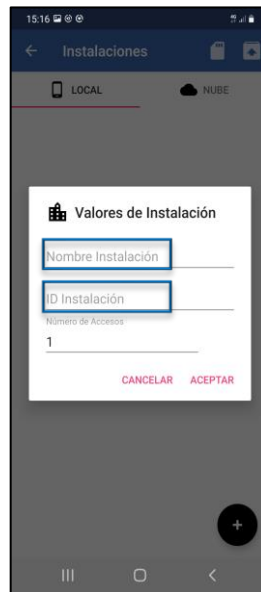 15:16
Instalaciones
LOCAL
NUBE
Valores de Instalación
Nombre Instalación
ID Instalación
Número de Accesos
1
CANCELAR ACEPTAR
+